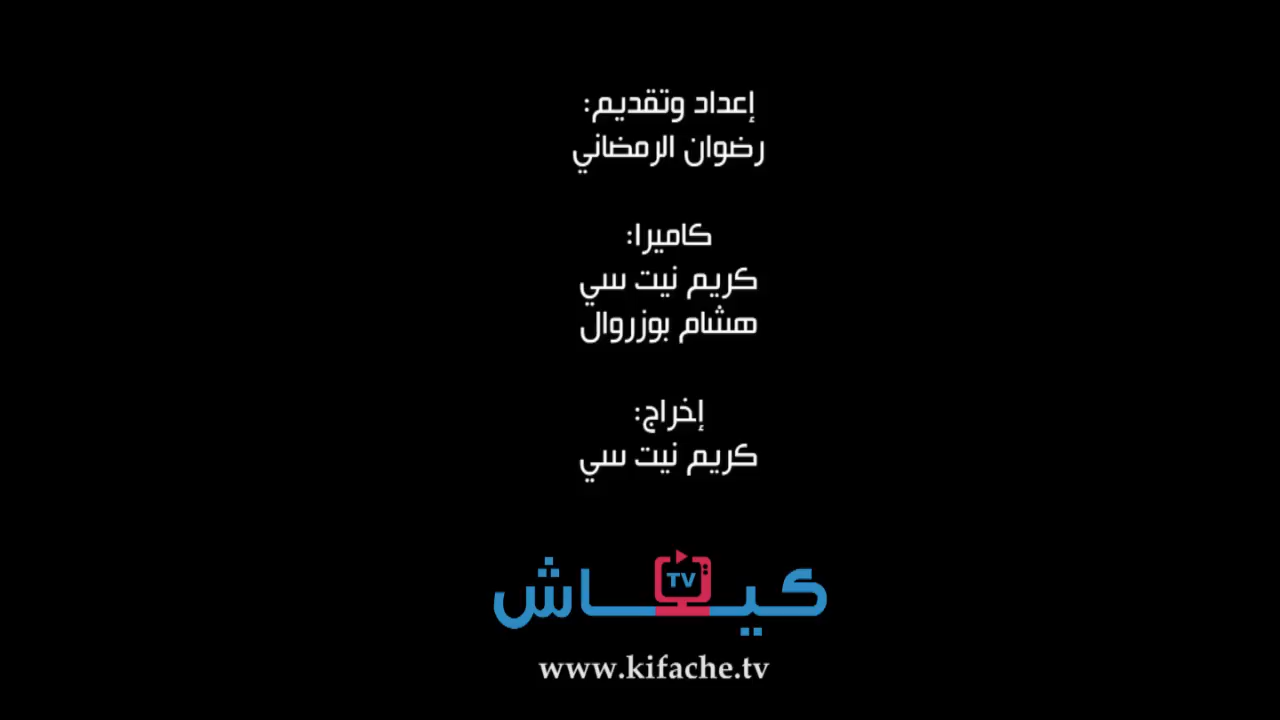 إعداد وتقديم:
رضوان الرمضاني
كاميرا:
كريم نيت سي
هشام بوزروال
إخراج:
كريم نيت سي
كيفاش
TV
www.kifache.tv